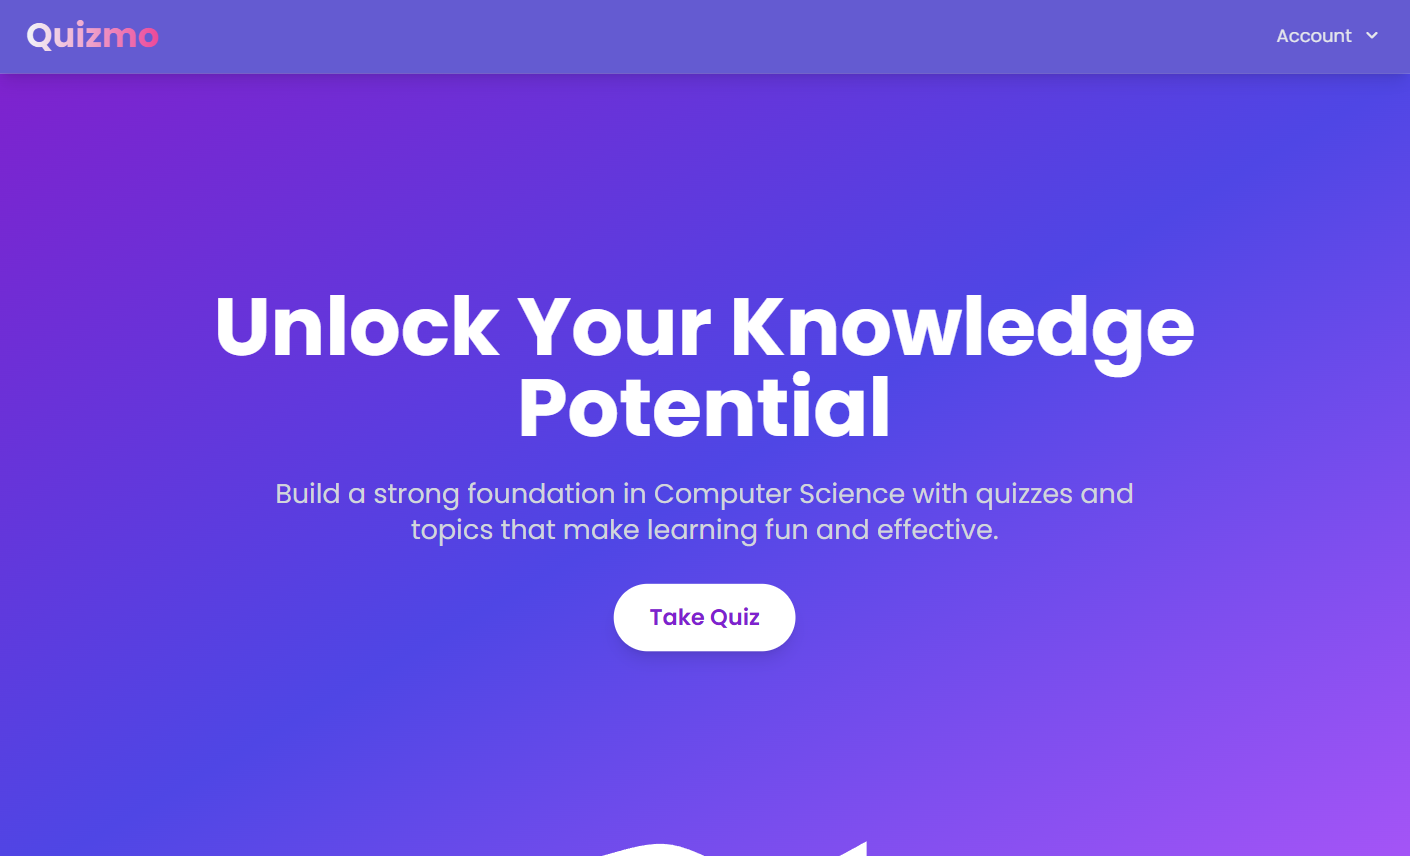 Quizmo
Account
Unlock Your Knowledge
Potential
Build a strong foundation in Computer Science with quizzes and
topics that make learning fun and effective.
Take Quiz